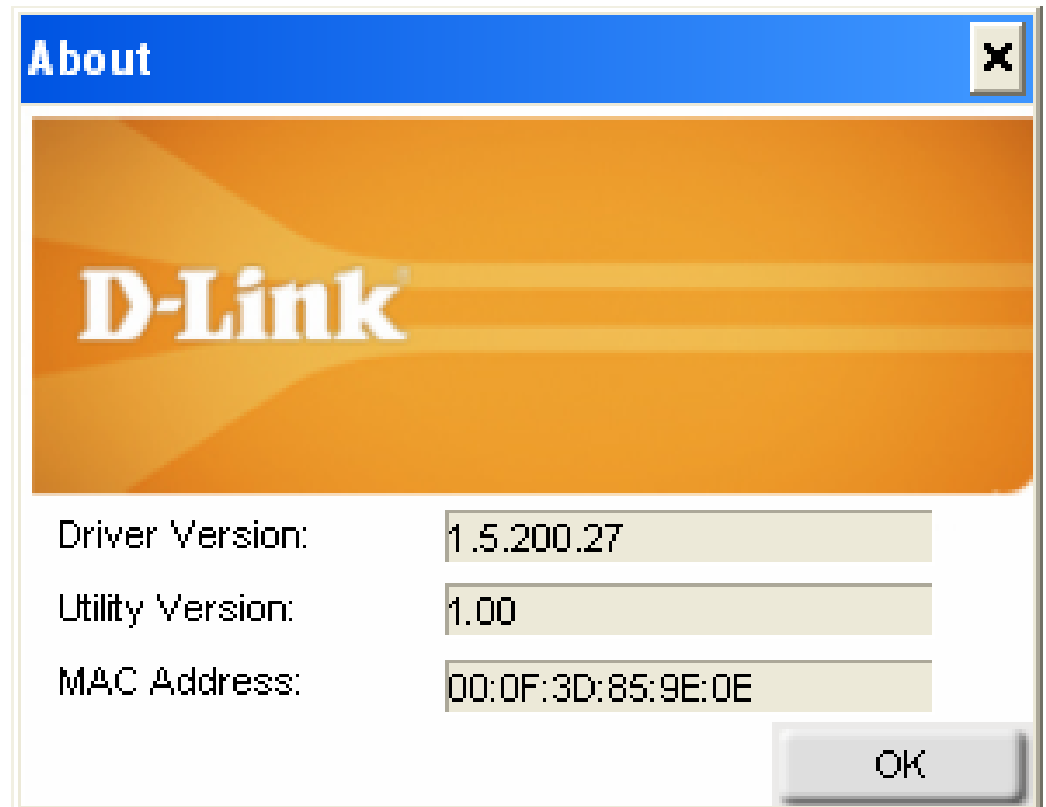 About
D-Link
Driver Version: 1.5.200.27
Utility Version: 1.00
MAC Address: 00:0F:3D:85:9E:0E
OK